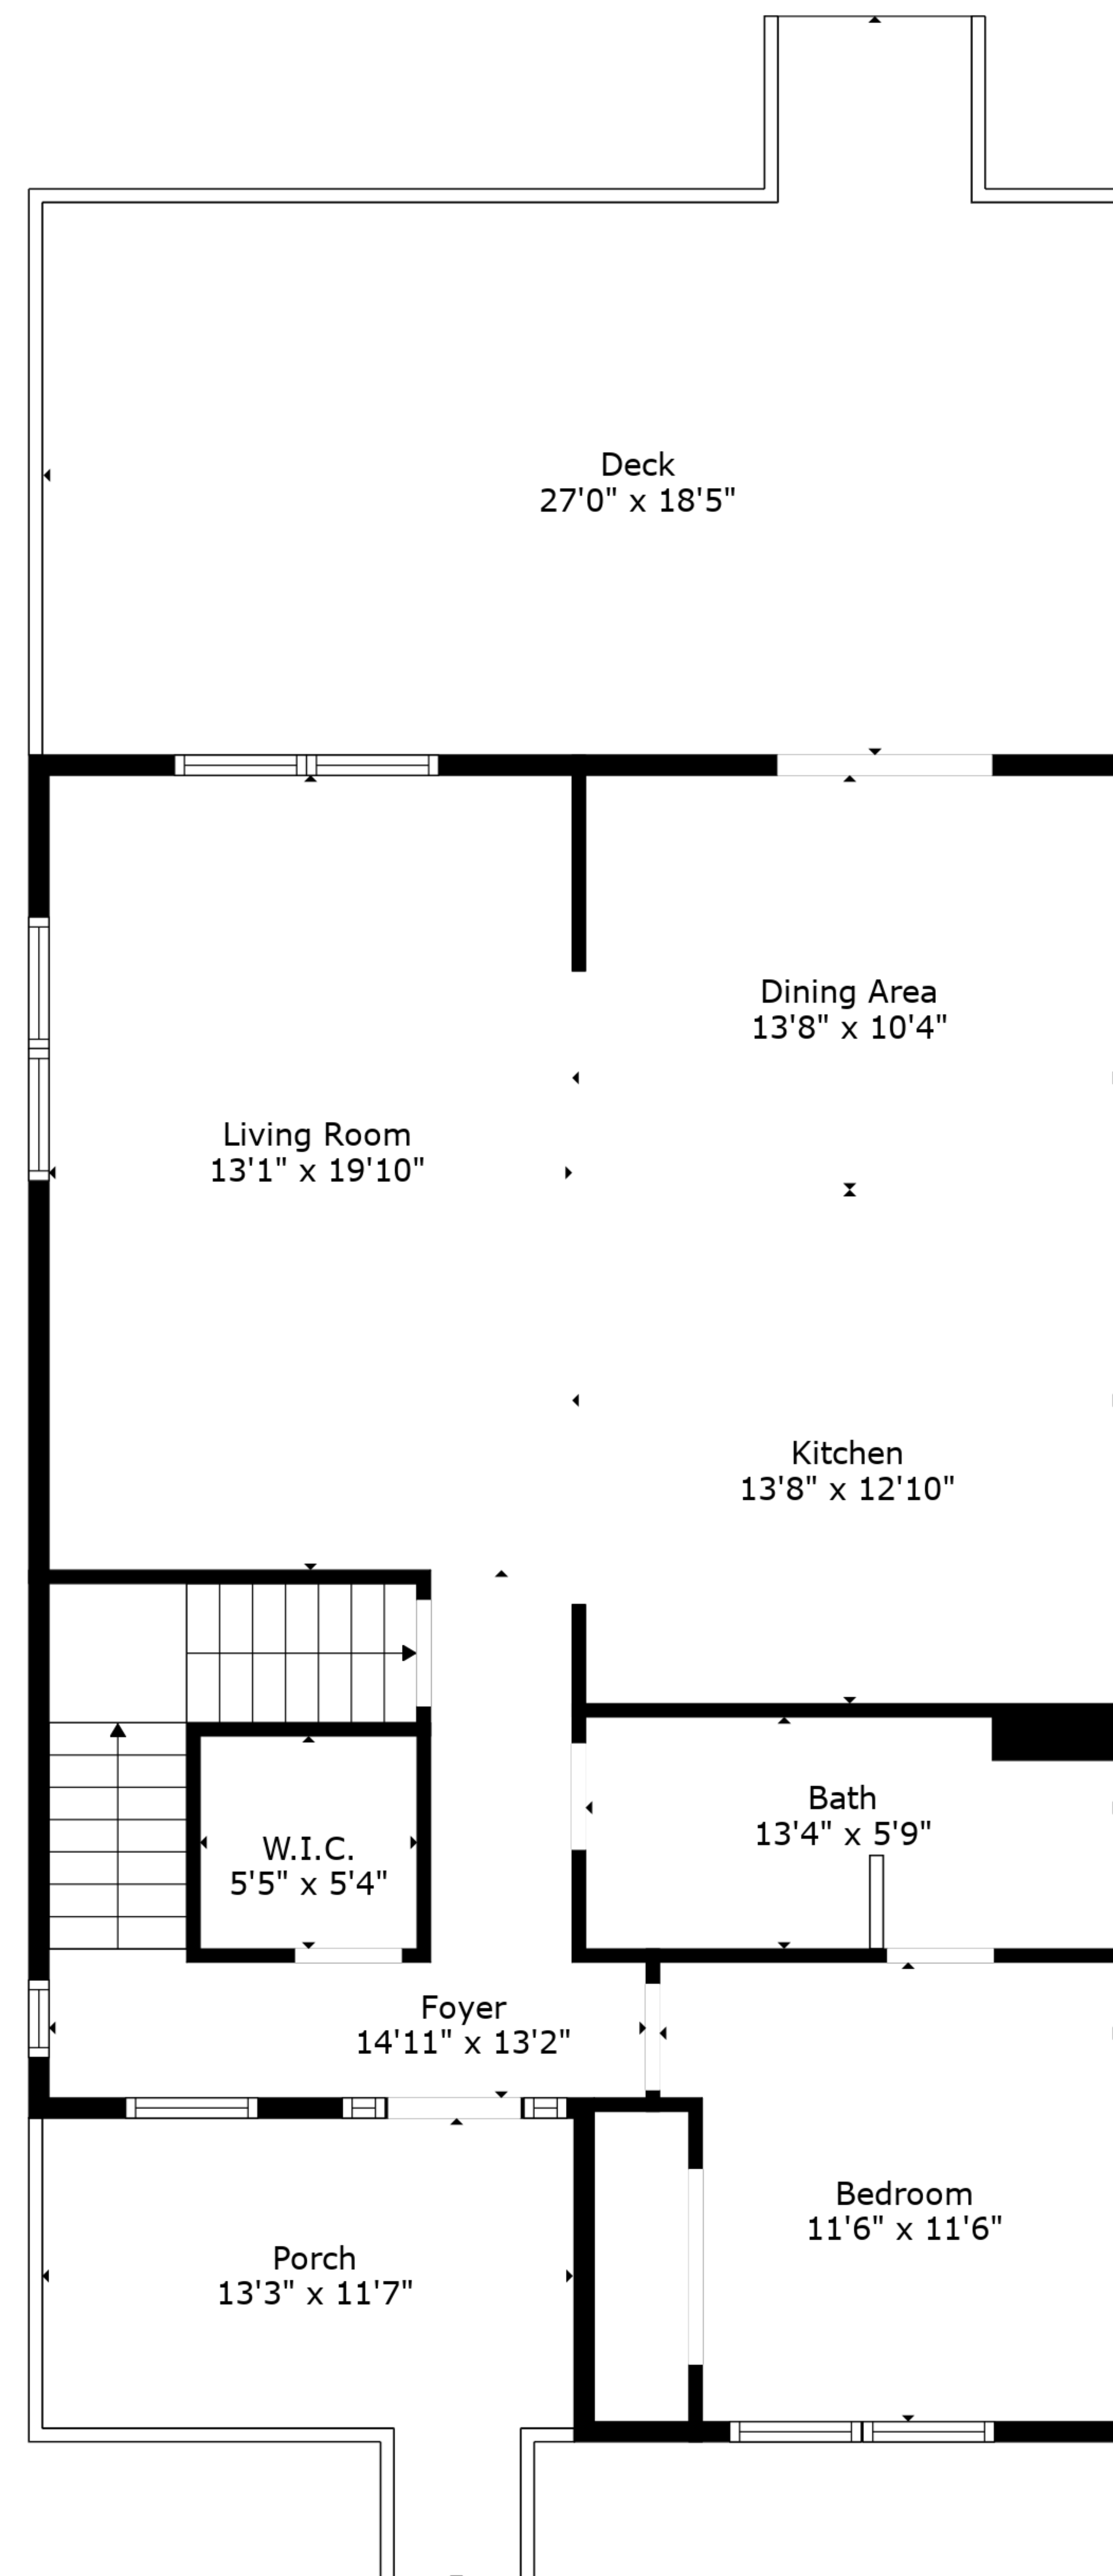 Deck
27'0" x 18'5"
Dining Area
13'8" x 10'4"
Living Room
13'1" x 19'10"
Kitchen
13'8" x 12'10"
Bath
13'4" x 5'9"
W.I.C.
5'5" x 5'4"
Foyer
14'11" x 13'2"
Bedroom
11'6" x 11'6"
Porch
13'3" x 11'7"